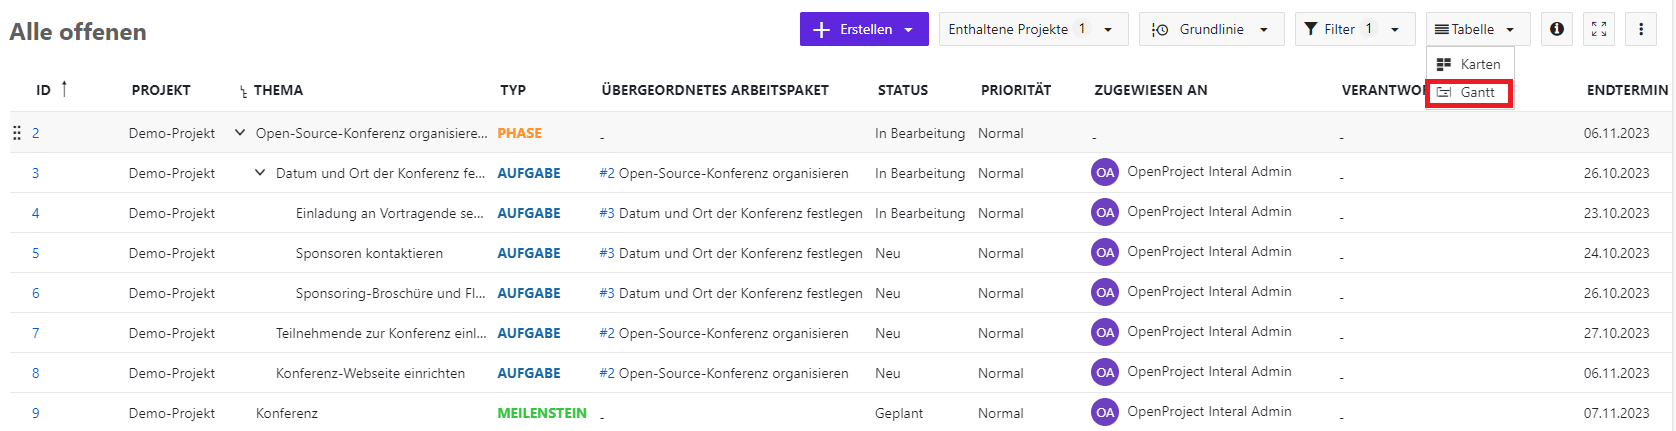 Alle offenen
Erstellen Enthaltene Projekte 1 Grundlinie Filter 1 Tabelle
Karten
Gantt
ID PROJEKT THEMA TYP ÜBERGEORDNETES ARBEITSPAKET STATUS PRIORITÄT ZUGEWIESEN AN VERANTWO ENDTERMIN
2 Demo-Projekt Open-Source-Konferenz organisiere... PHASE - In Bearbeitung Normal - - 06.11.2023
3 Demo-Projekt Datum und Ort der Konferenz fe... AUFGABE #2 Open-Source-Konferenz organisieren In Bearbeitung Normal OA OpenProject Interal Admin - 26.10.2023
4 Demo-Projekt Einladung an Vortragende se... AUFGABE #3 Datum und Ort der Konferenz festlegen In Bearbeitung Normal OA OpenProject Interal Admin - 23.10.2023
5 Demo-Projekt Sponsoren kontaktieren AUFGABE #3 Datum und Ort der Konferenz festlegen Neu Normal OA OpenProject Interal Admin - 24.10.2023
6 Demo-Projekt Sponsoring-Broschüre und Fl... AUFGABE #3 Datum und Ort der Konferenz festlegen Neu Normal OA OpenProject Interal Admin - 26.10.2023
7 Demo-Projekt Teilnehmende zur Konferenz einl... AUFGABE #2 Open-Source-Konferenz organisieren Neu Normal OA OpenProject Interal Admin - 27.10.2023
8 Demo-Projekt Konferenz-Webseite einrichten AUFGABE #2 Open-Source-Konferenz organisieren Neu Normal OA OpenProject Interal Admin - 06.11.2023
9 Demo-Projekt Konferenz MEILENSTEIN - Geplant Normal OA OpenProject Interal Admin - 07.11.2023